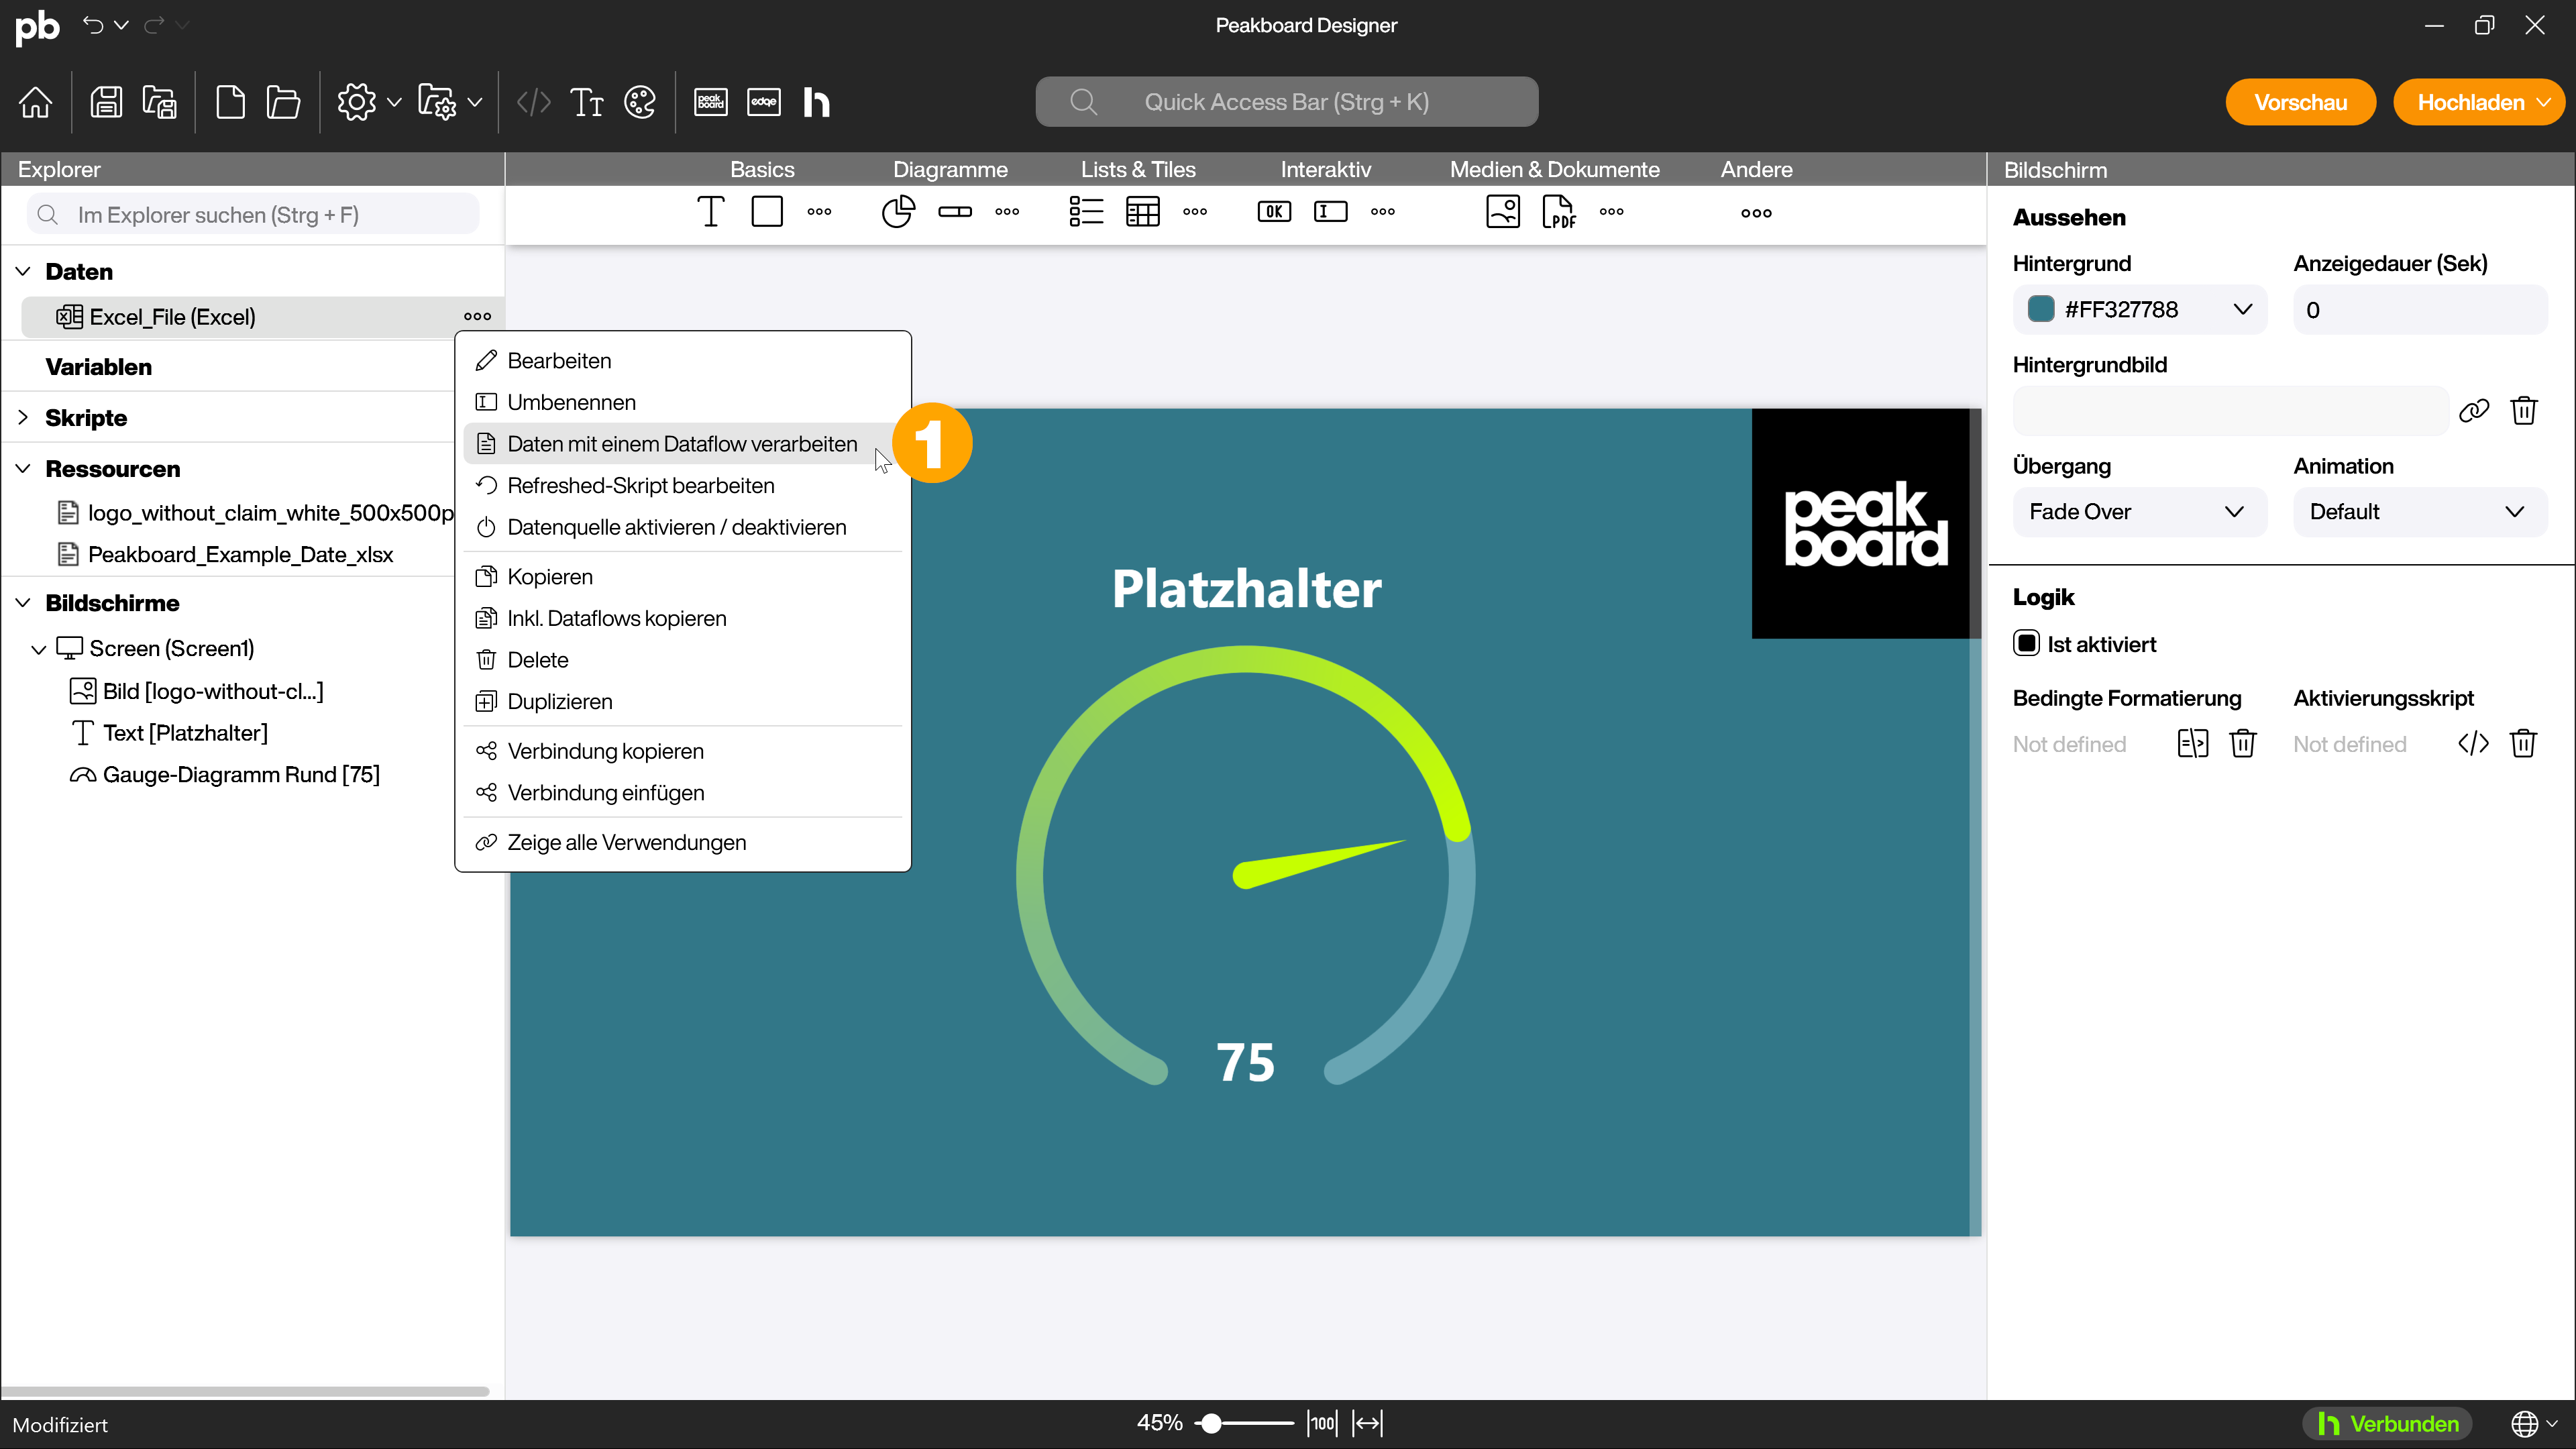 pb
Peakboard Designer
peak board
edge
h
Quick Access Bar (Strg + K)
Vorschau
Hochladen
Explorer
Basics
Diagramme
Lists & Tiles
Interaktiv
Medien & Dokumente
Andere
Bildschirm
Im Explorer suchen (Strg + F)
OK
PDF
Daten
Excel_File (Excel)
Variablen
Skripte
Ressourcen
logo_without_claim_white_500x500p
Peakboard_Example_Date_xlsx
Bildschirme
Screen (Screen1)
Bild [logo-without-cl...]
Text [Platzhalter]
Gauge-Diagramm Rund [75]
Bearbeiten
Umbenennen
Daten mit einem Dataflow verarbeiten
1
Refreshed-Skript bearbeiten
Datenquelle aktivieren / deaktivieren
Kopieren
Inkl. Dataflows kopieren
Delete
Duplizieren
Verbindung kopieren
Verbindung einfügen
Zeige alle Verwendungen
peak
board
Platzhalter
75
Aussehen
Hintergrund
Anzeigedauer (Sek)
#FF327788
0
Hintergrundbild
Übergang
Animation
Fade Over
Default
Logik
Ist aktiviert
Bedingte Formatierung
Aktivierungsskript
Not defined
Not defined
Modifiziert
45%
100
h Verbunden